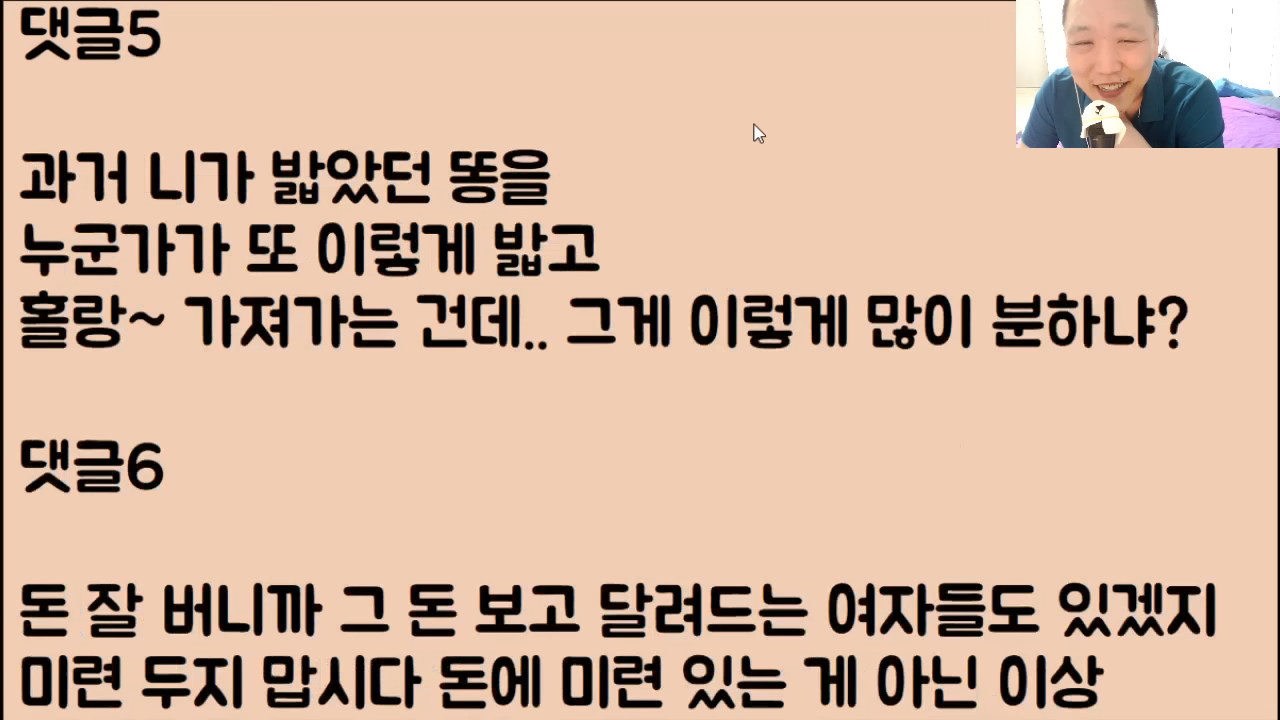 댓글5
과거 니가 밟았던 똥을
누군가가 또 이렇게 밟고
홀랑~ 가져가는 건데.. 그게 이렇게 많이 분하냐?
댓글6
돈 잘 버니까 그 돈 보고 달려드는 여자들도 있겠지
미련 두지 맙시다 돈에 미련 있는 게 아닌 이상